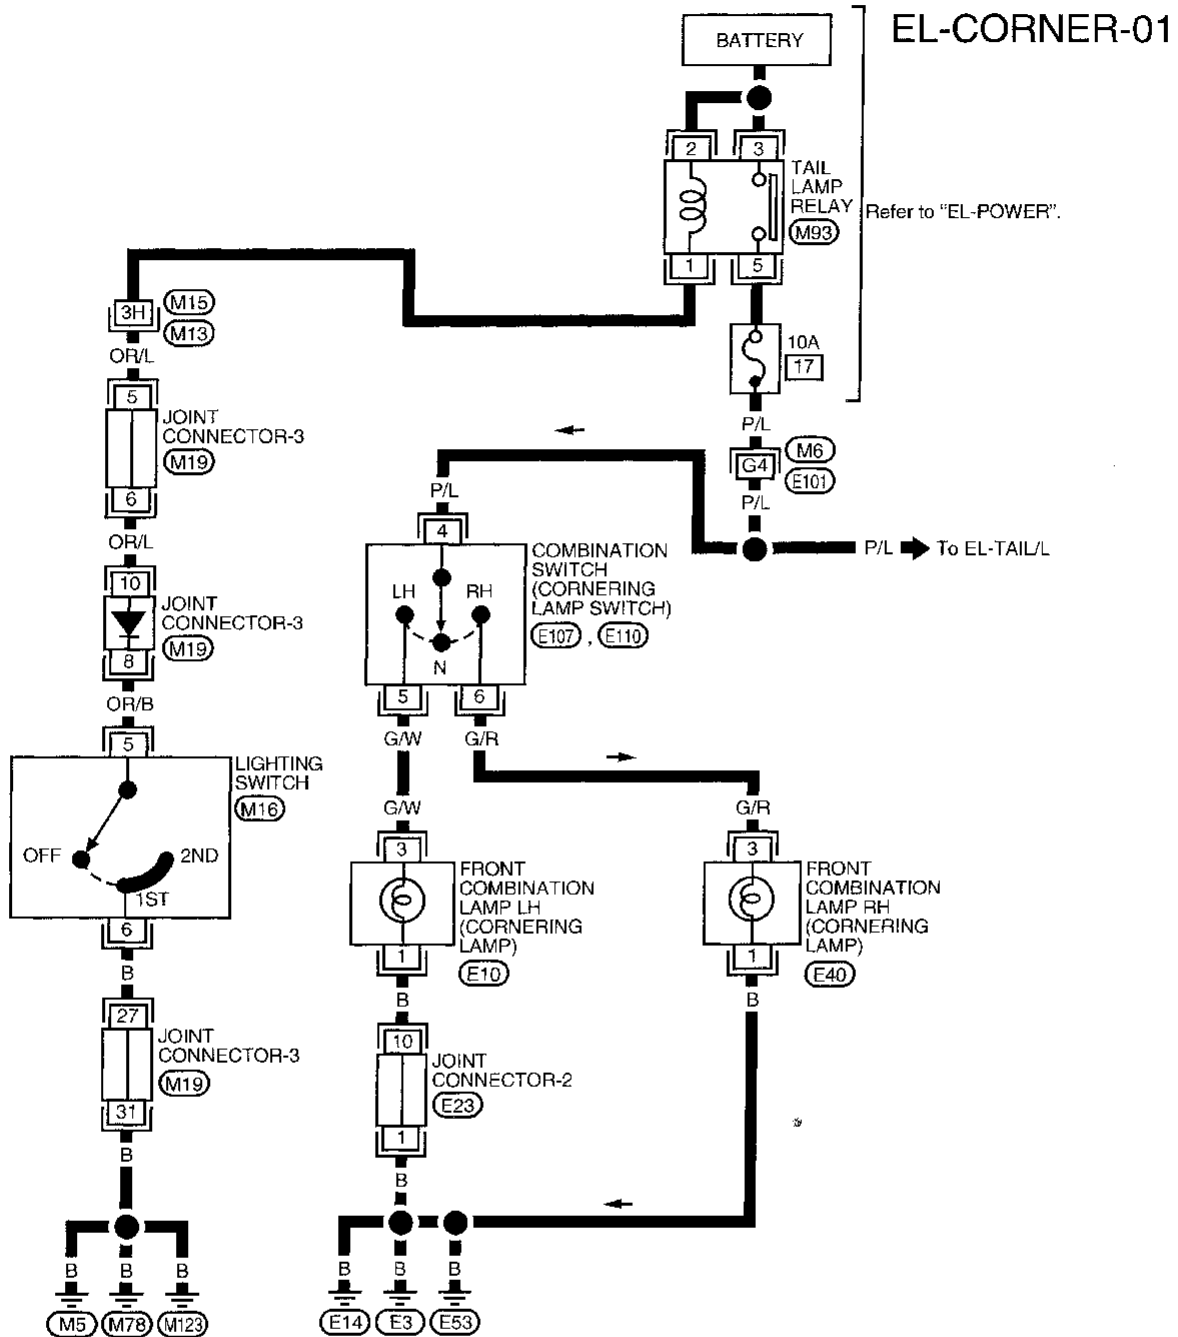 EL-CORNER-01
BATTERY
2
3
TAIL
LAMP
RELAY
M93
Refer to "EL-POWER".
1
5
3H
M15
M13
OR/L
10A
17
P/L
5
JOINT
CONNECTOR-3
M19
6
OR/L
G4
M6
E101
P/L
P/L
P/L
To EL-TAIL/L
4
COMBINATION
SWITCH
(CORNERING
LAMP SWITCH)
E107 , E110
LH
RH
N
5
6
10
JOINT
CONNECTOR-3
M19
8
OR/B
G/W
G/R
5
LIGHTING
SWITCH
M16
OFF
2ND
1ST
6
B
G/W
G/R
3
FRONT
COMBINATION
LAMP LH
(CORNERING
LAMP)
E10
1
B
3
FRONT
COMBINATION
LAMP RH
(CORNERING
LAMP)
E40
1
B
27
JOINT
CONNECTOR-3
M19
31
B
10
JOINT
CONNECTOR-2
E23
1
B
B
B
B
B
B
B
M5
M78
M123
E14
E3
E53